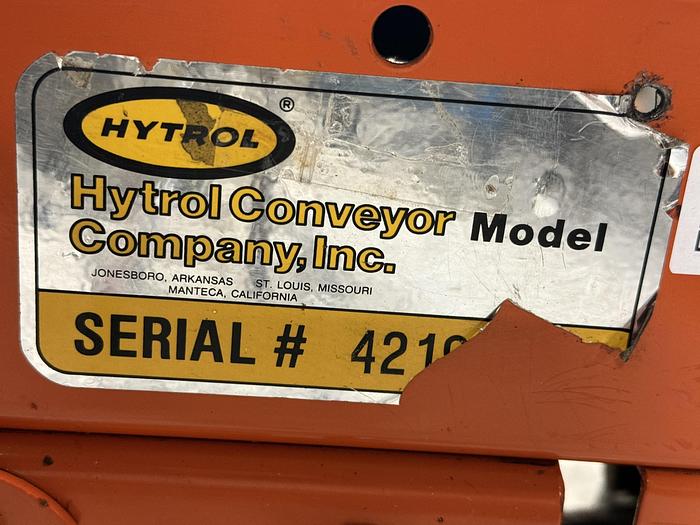 HYTROL ®
Hytrol Conveyor
Company, Inc.
Model
JONESBORO, ARKANSAS ST. LOUIS, MISSOURI
MANTECA, CALIFORNIA
SERIAL # 421